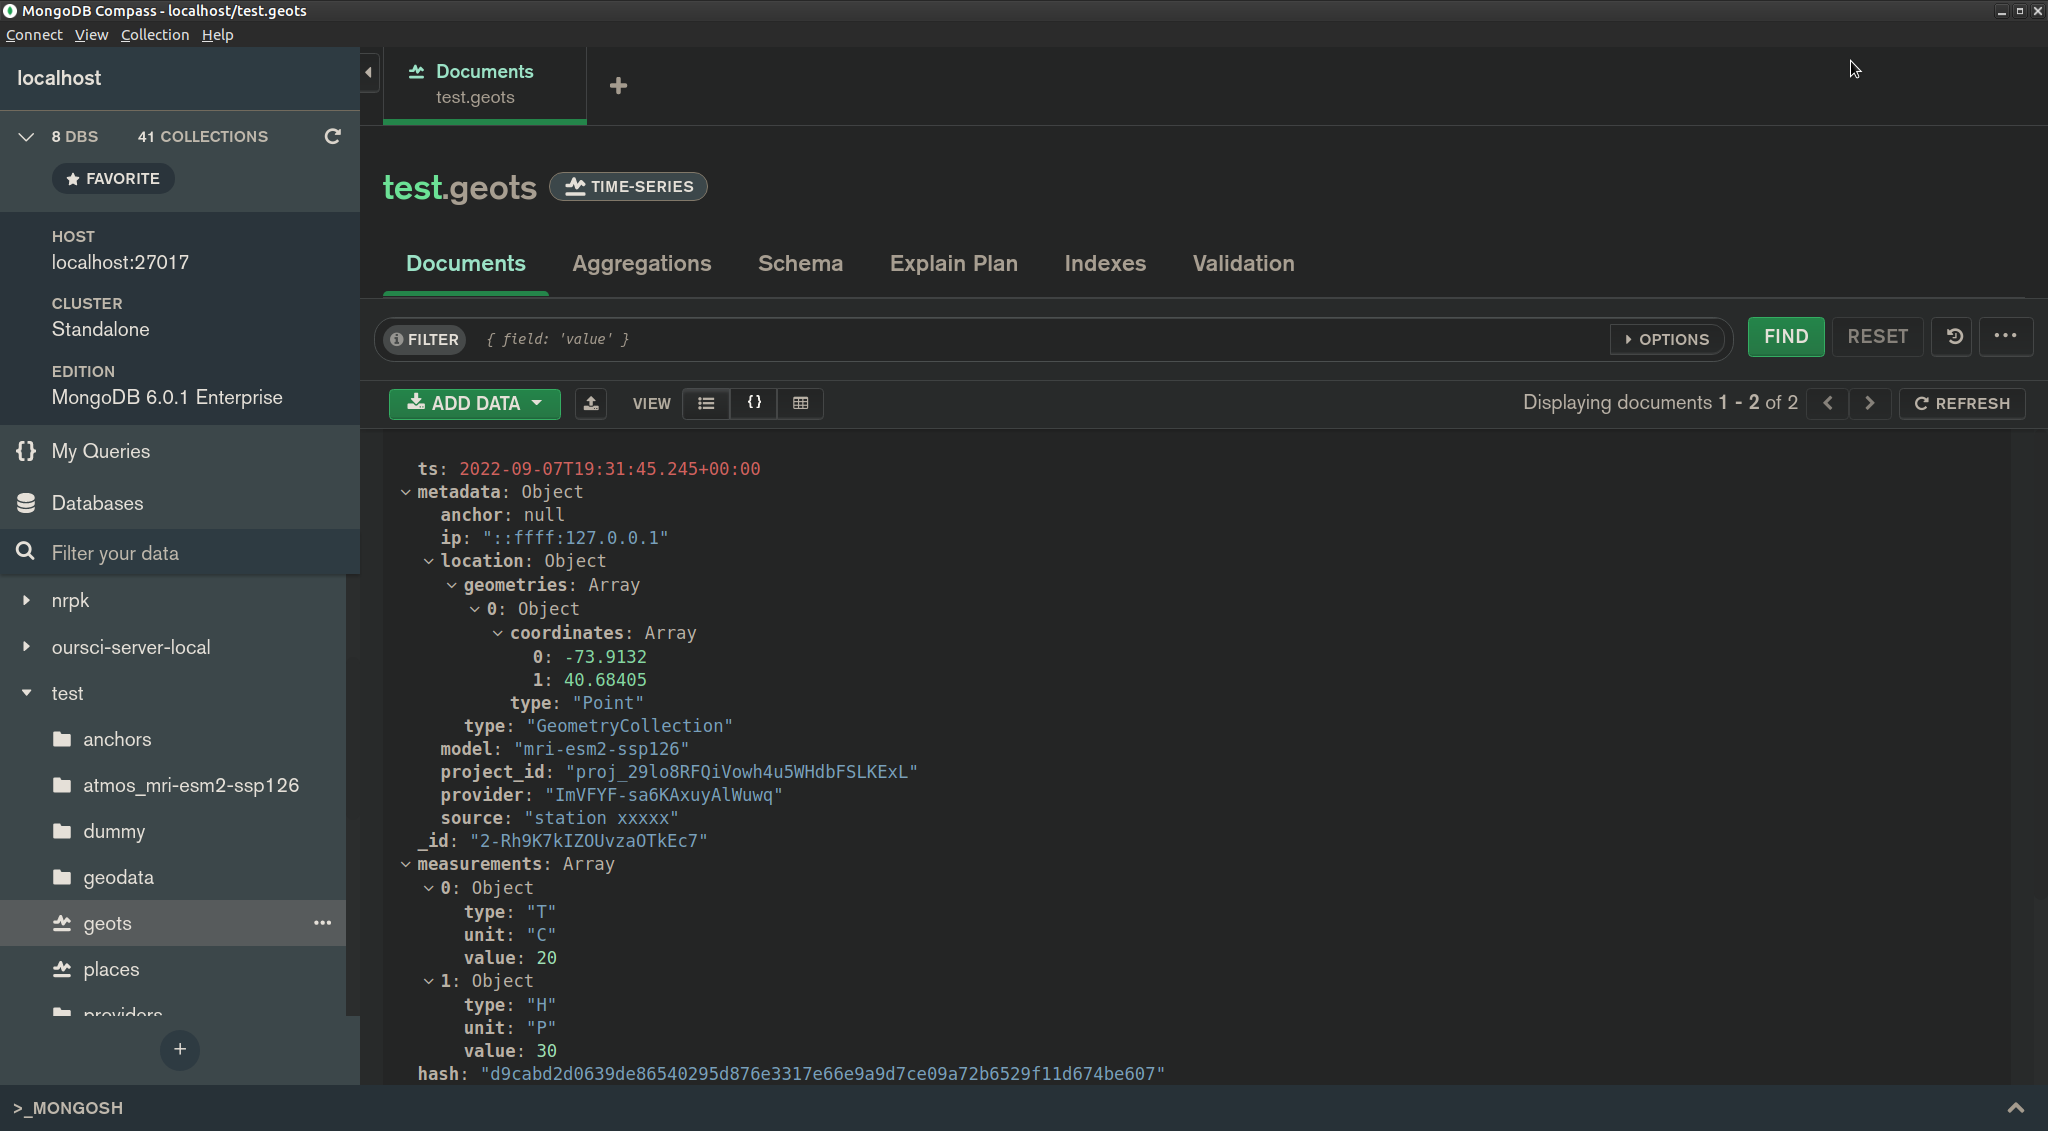 MongoDB Compass - localhost/test.geots
Connect View Collection Help
localhost
8 DBS 41 COLLECTIONS
FAVORITE
HOST
localhost:27017
CLUSTER
Standalone
EDITION
MongoDB 6.0.1 Enterprise
{} My Queries
Databases
Filter your data
nrpk
oursci-server-local
test
anchors
atmos_mri-esm2-ssp126
dummy
geodata
geots •••
places
providers
+
Documents
test.geots
+
test.geots TIME-SERIES
Documents Aggregations Schema Explain Plan Indexes Validation
FILTER { field: 'value' } OPTIONS FIND RESET •••
ADD DATA VIEW {} Displaying documents 1 - 2 of 2 < > REFRESH
ts: 2022-09-07T19:31:45.245+00:00
metadata: Object
anchor: null
ip: "::ffff:127.0.0.1"
location: Object
geometries: Array
0: Object
coordinates: Array
0: -73.9132
1: 40.68405
type: "Point"
type: "GeometryCollection"
model: "mri-esm2-ssp126"
project_id: "proj_29lo8RFQiVowh4u5WHdbFSLKExL"
provider: "ImVFYF-sa6KAxuyAlWuwq"
source: "station xxxxx"
_id: "2-Rh9K7kIZOUvzaOTkEc7"
measurements: Array
0: Object
type: "T"
unit: "C"
value: 20
1: Object
type: "H"
unit: "P"
value: 30
hash: "d9cabd2d0639de86540295d876e3317e66e9a9d7ce09a72b6529f11d674be607"
>_MONGOSH